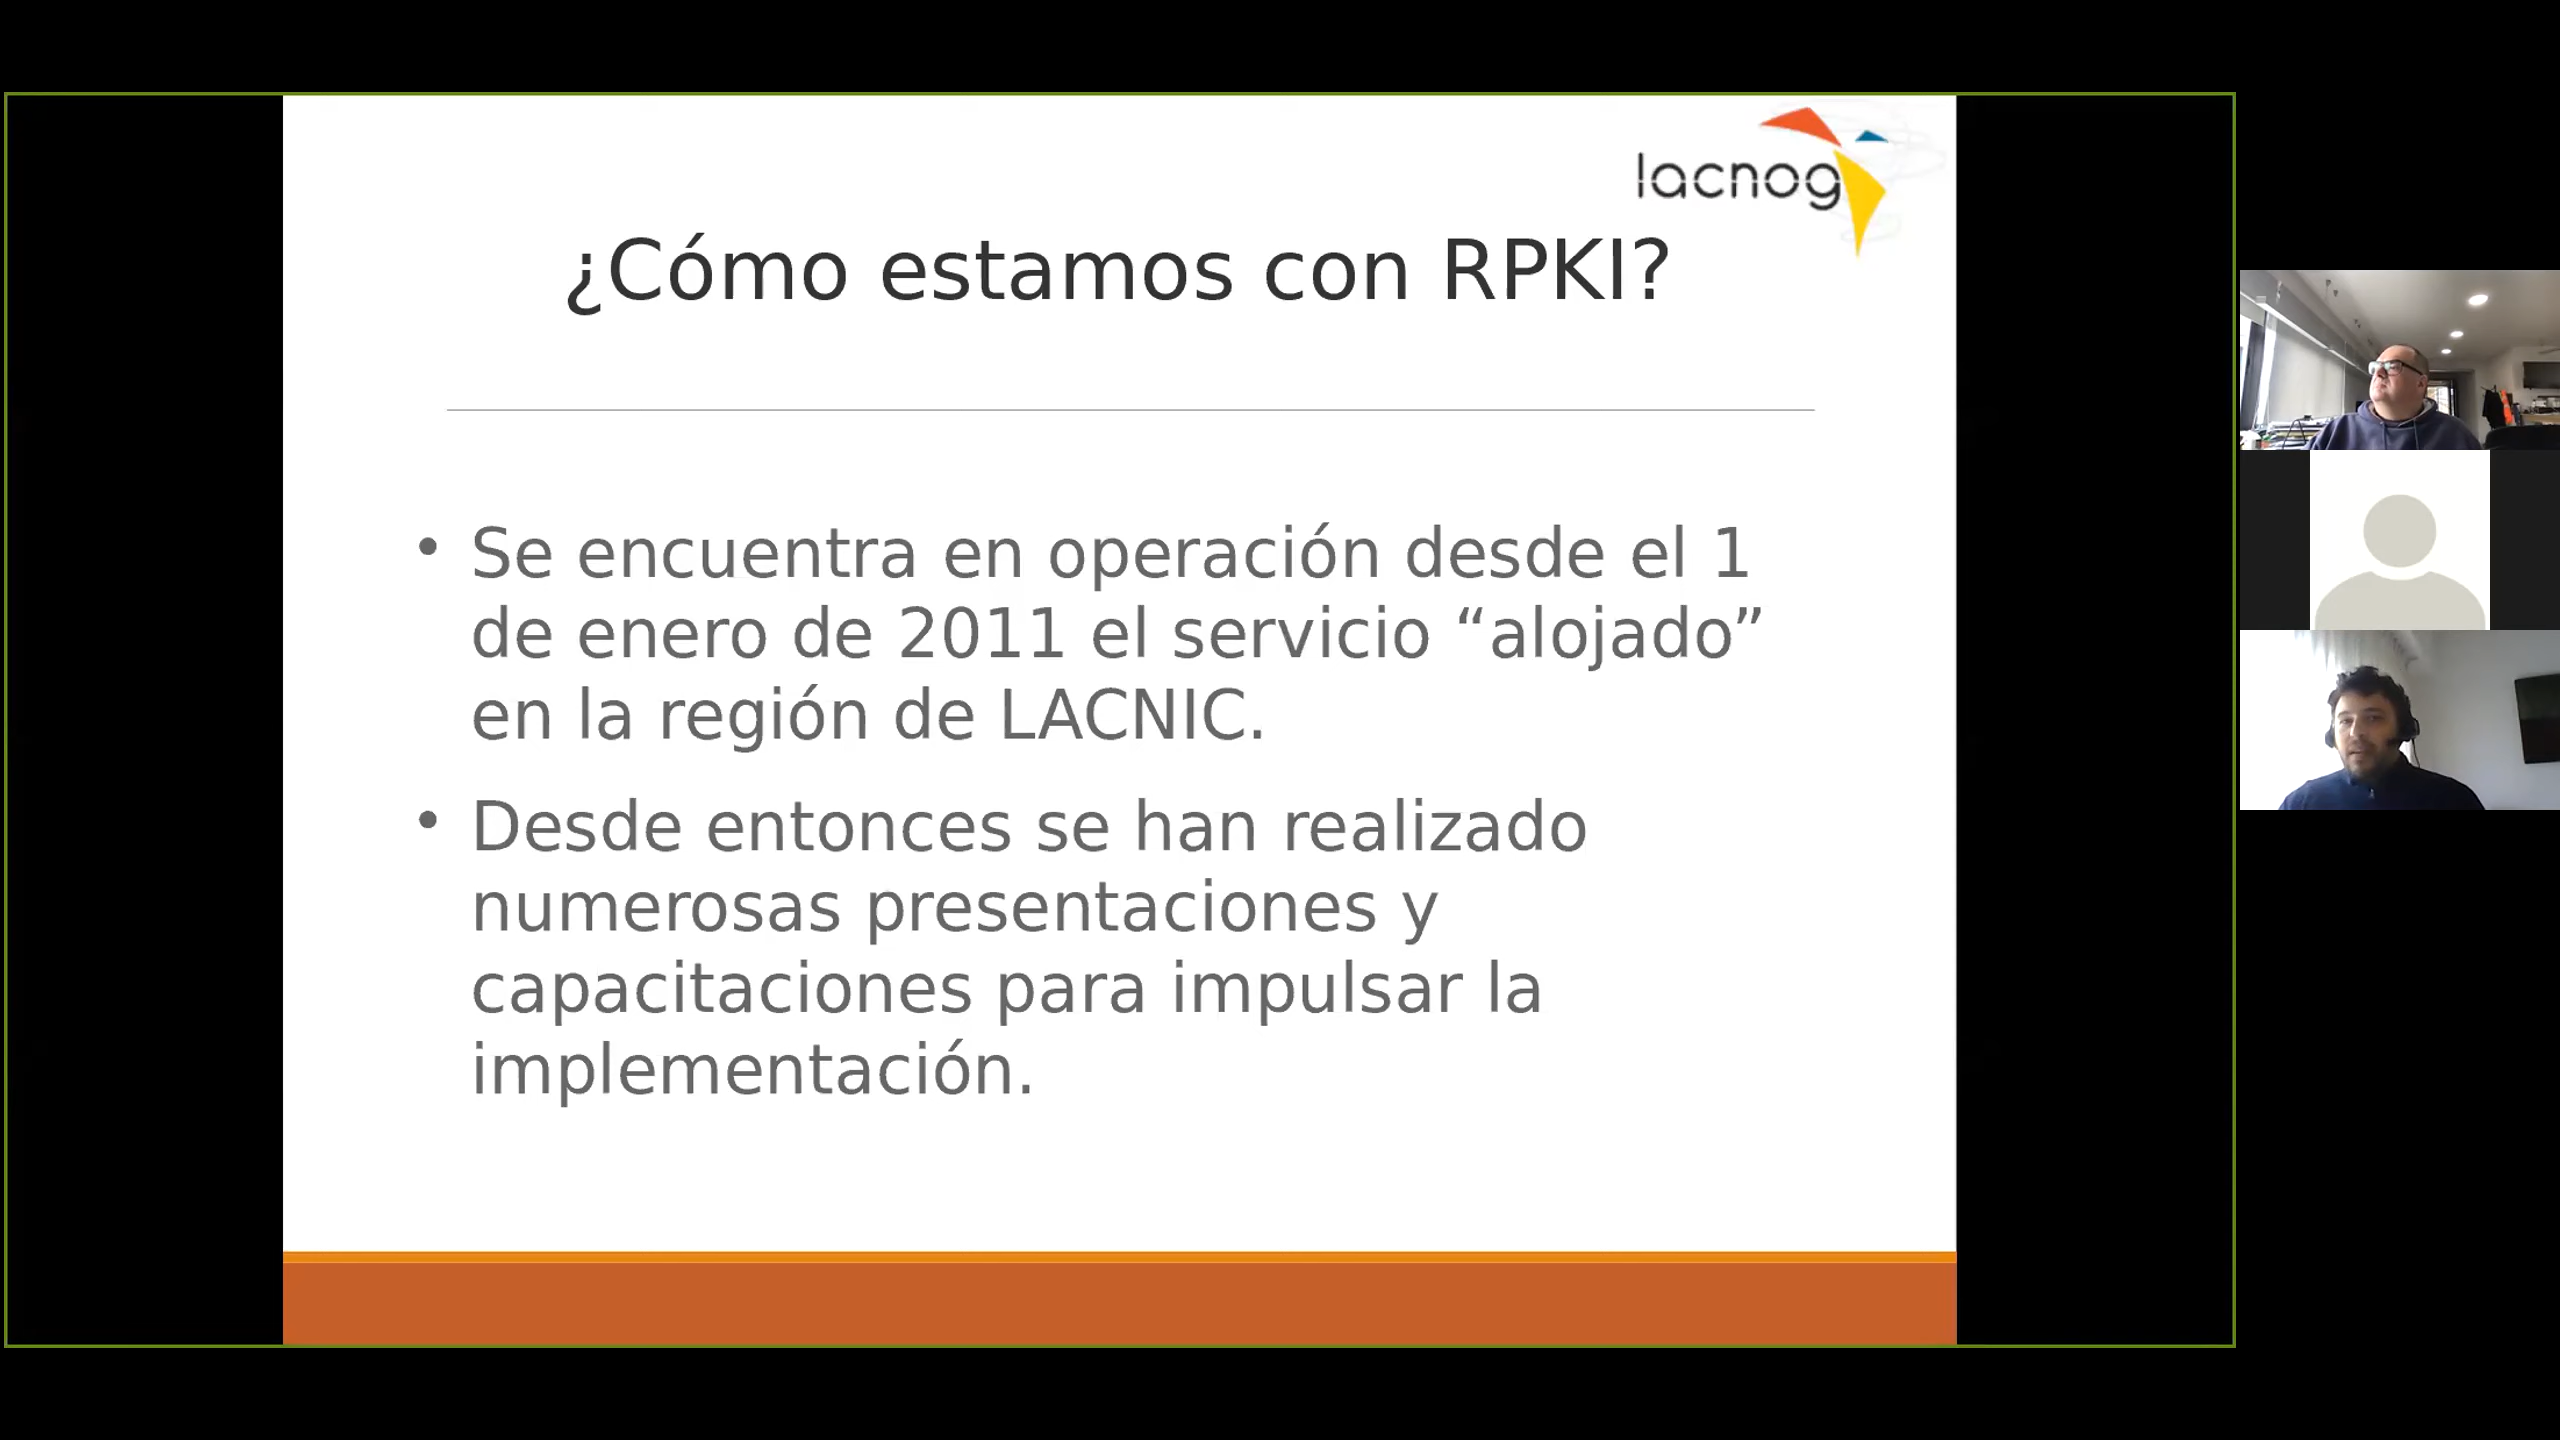 lacnog
¿Cómo estamos con RPKI?
• Se encuentra en operación desde el 1
de enero de 2011 el servicio “alojado”
en la región de LACNIC.
• Desde entonces se han realizado
numerosas presentaciones y
capacitaciones para impulsar la
implementación.